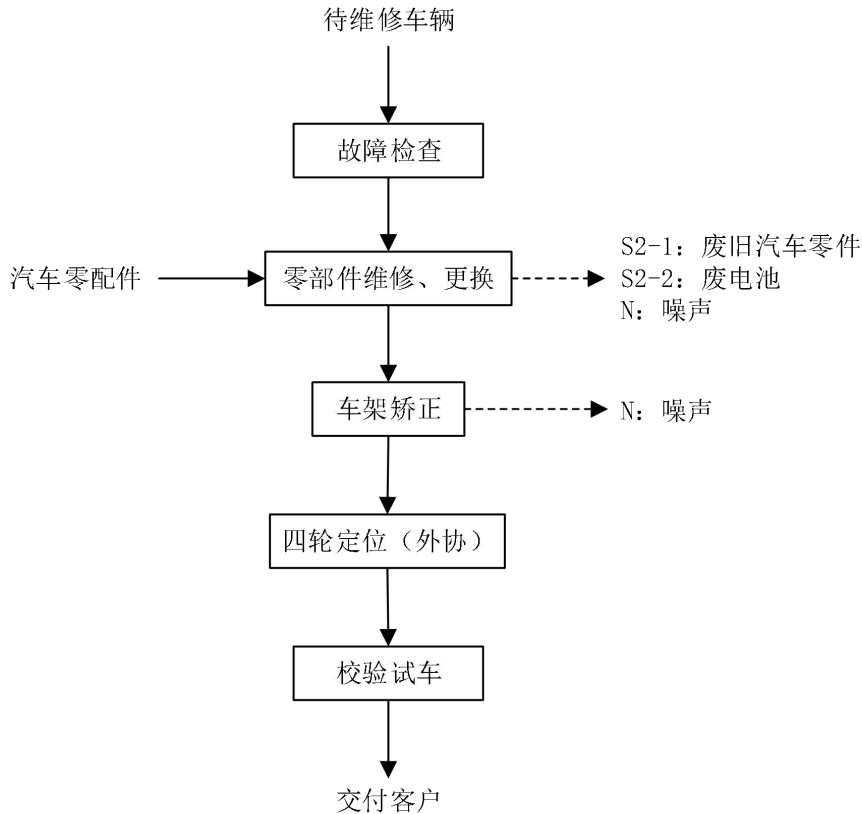 待维修车辆
故障检查
汽车零配件
零部件维修、更换
S2-1: 废旧汽车零件
S2-2: 废电池
N: 噪声
车架矫正
N: 噪声
四轮定位（外协）
校验试车
交付客户